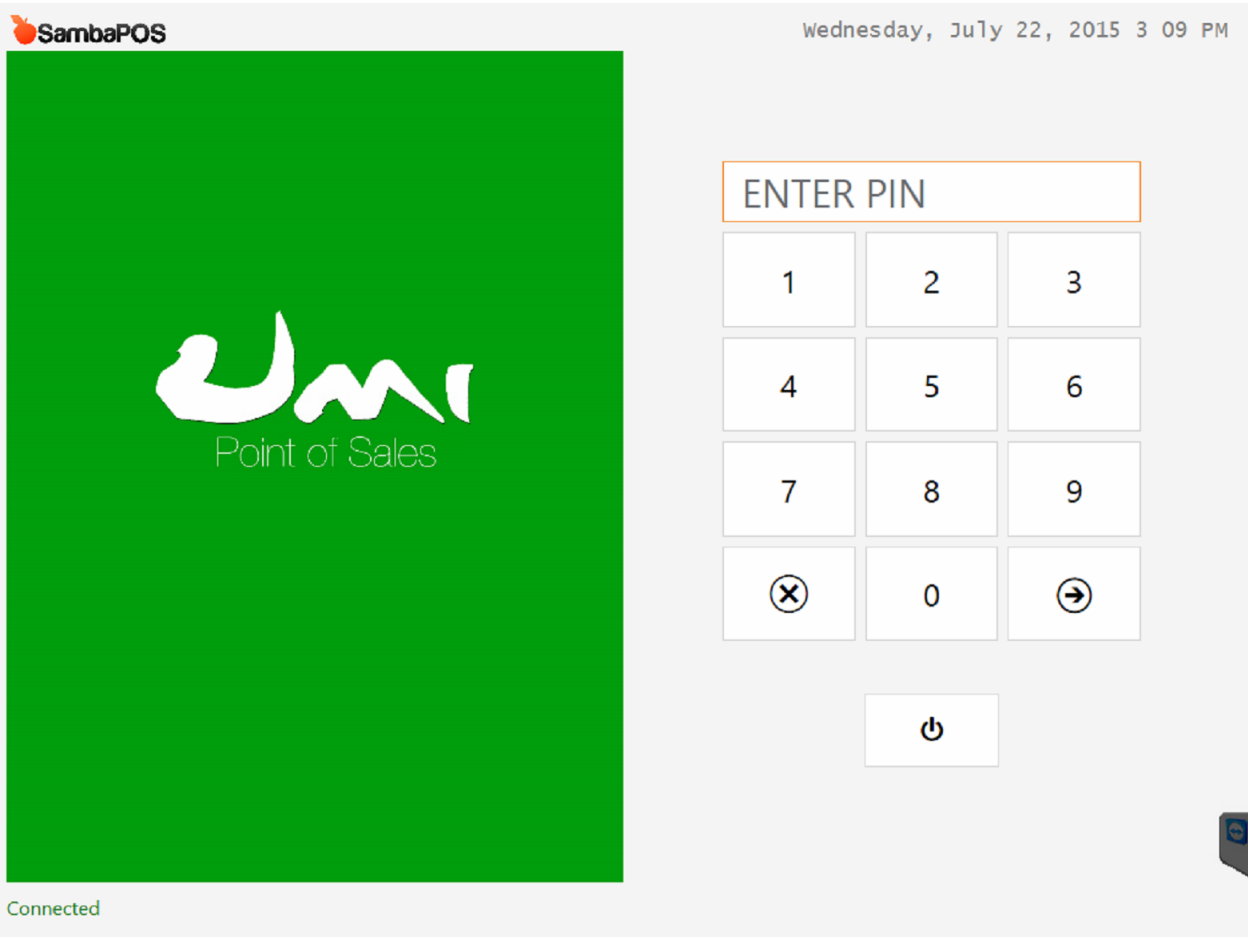 SambaPOS
Wednesday, July 22, 2015 3 09 PM
umi
Point of Sales
ENTER PIN
1 2 3
4 5 6
7 8 9
0
Connected